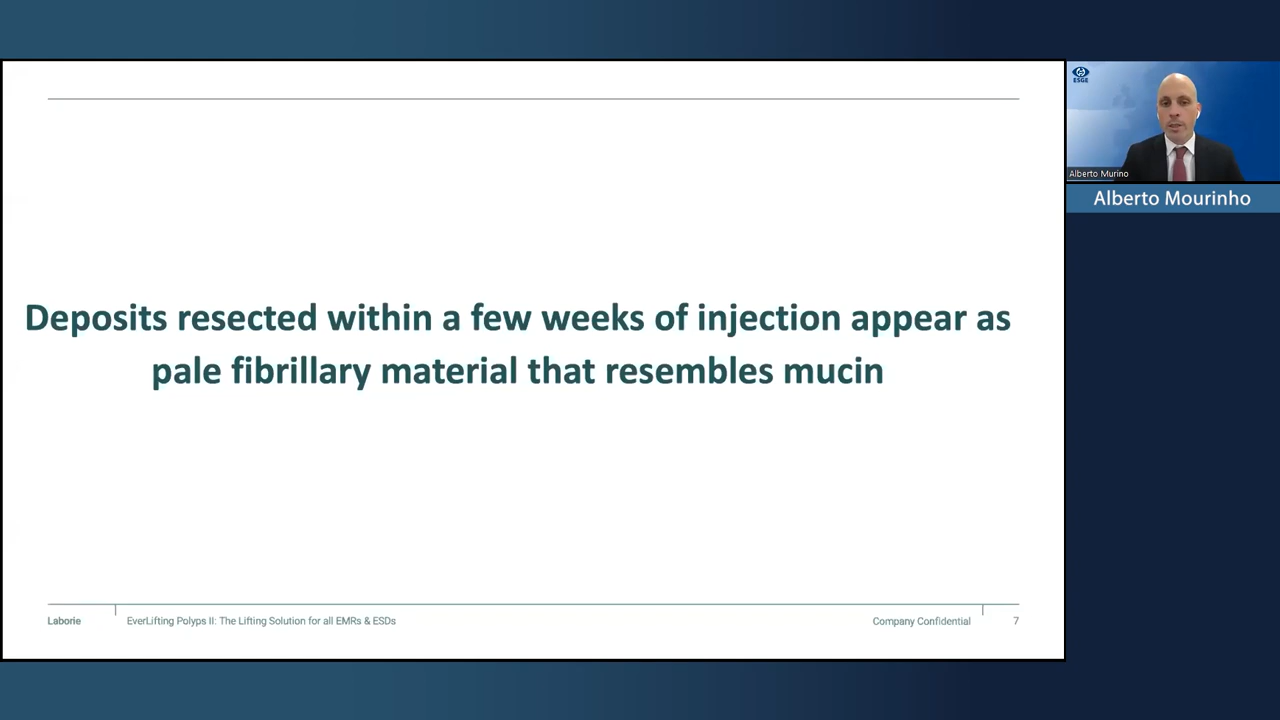 ESGE
Alberto Murino
Alberto Mourinho
Deposits resected within a few weeks of injection appear as
pale fibrillary material that resembles mucin
Laborie
EverLifting Polyps II: The Lifting Solution for all EMRs & ESDs
Company Confidential
7